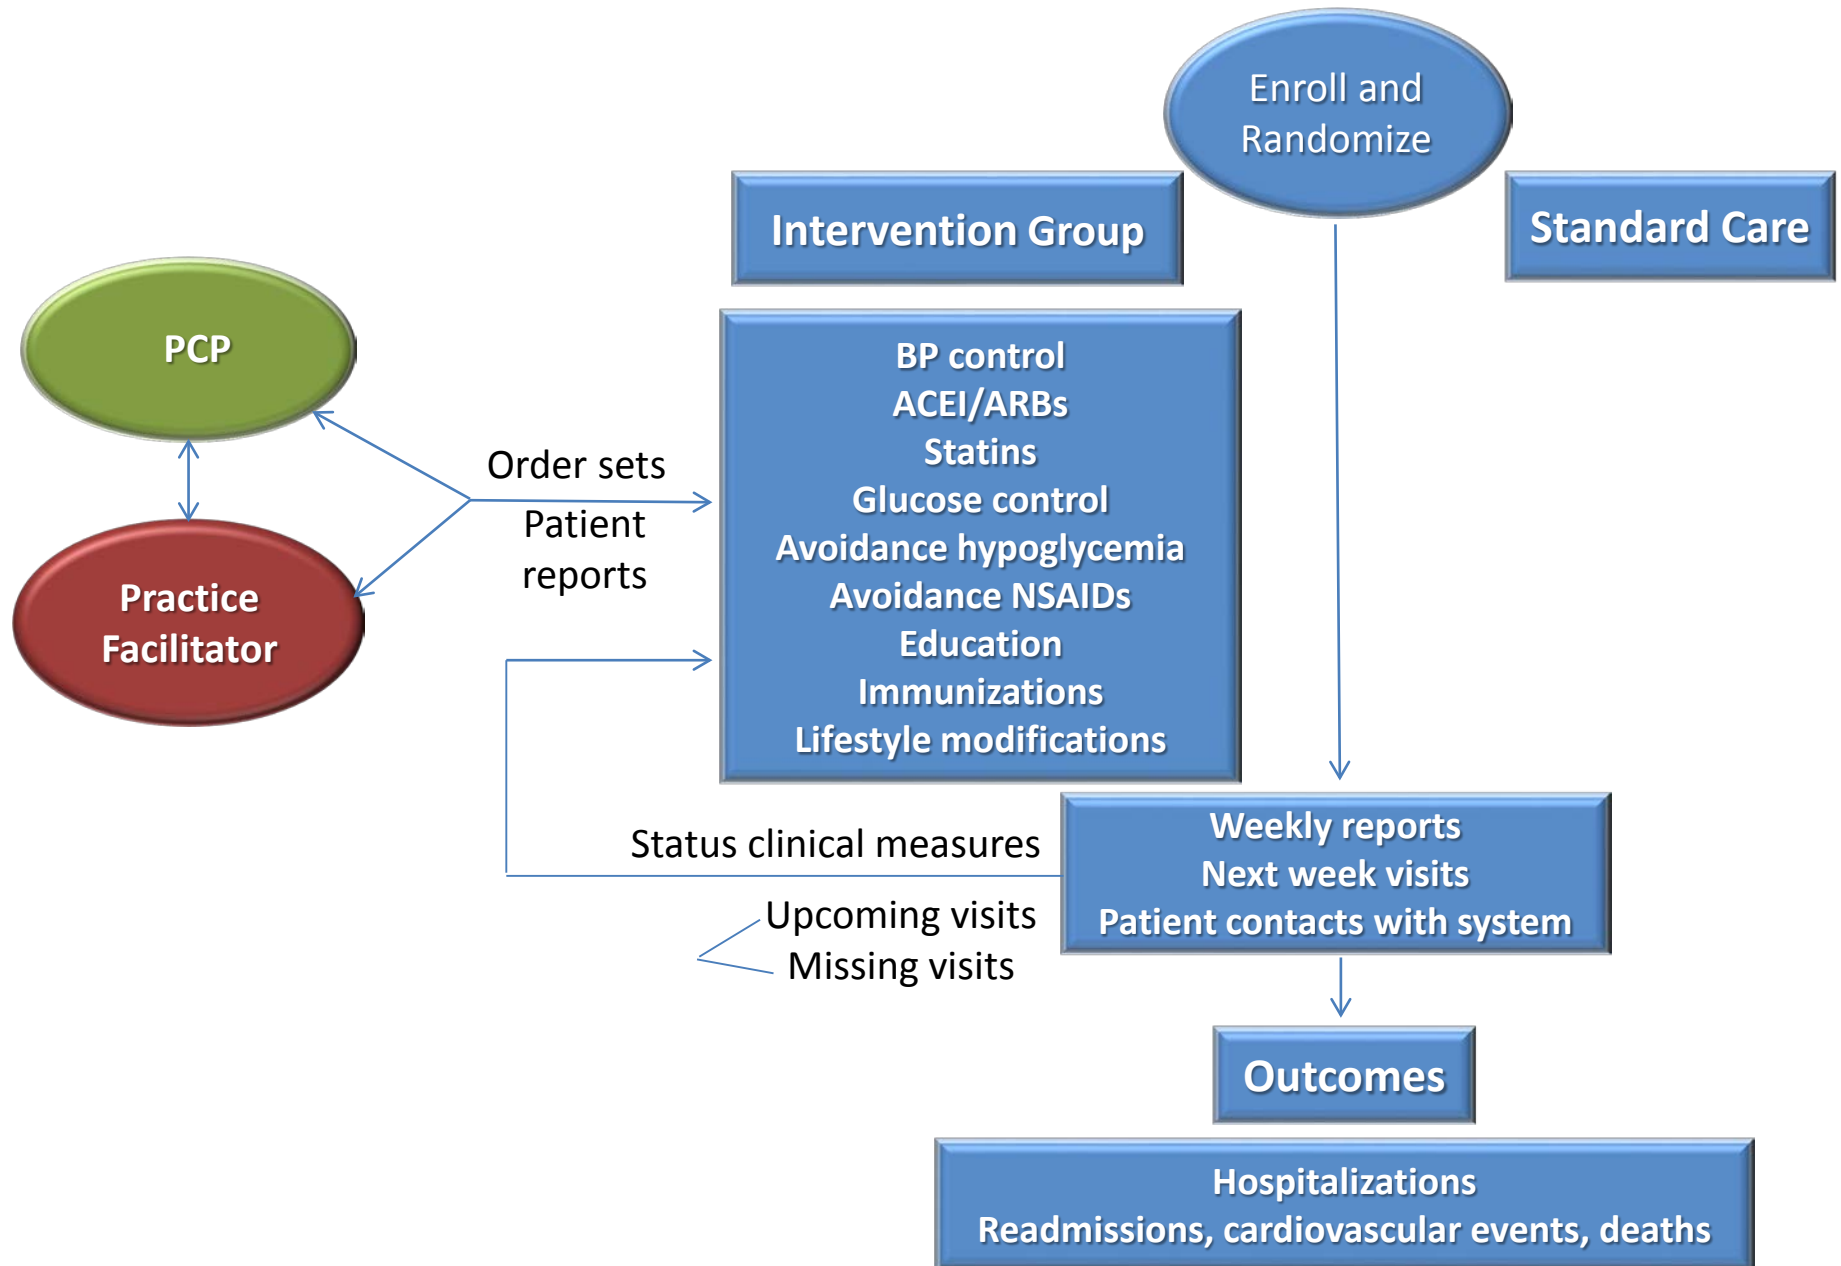 Enroll and
Randomize
Intervention Group
Standard Care
PCP
Practice
Facilitator
Order sets
Patient
reports
BP control
ACEI/ARBs
Statins
Glucose control
Avoidance hypoglycemia
Avoidance NSAIDs
Education
Immunizations
Lifestyle modifications
Status clinical measures
Upcoming visits
Missing visits
Weekly reports
Next week visits
Patient contacts with system
Outcomes
Hospitalizations
Readmissions, cardiovascular events, deaths